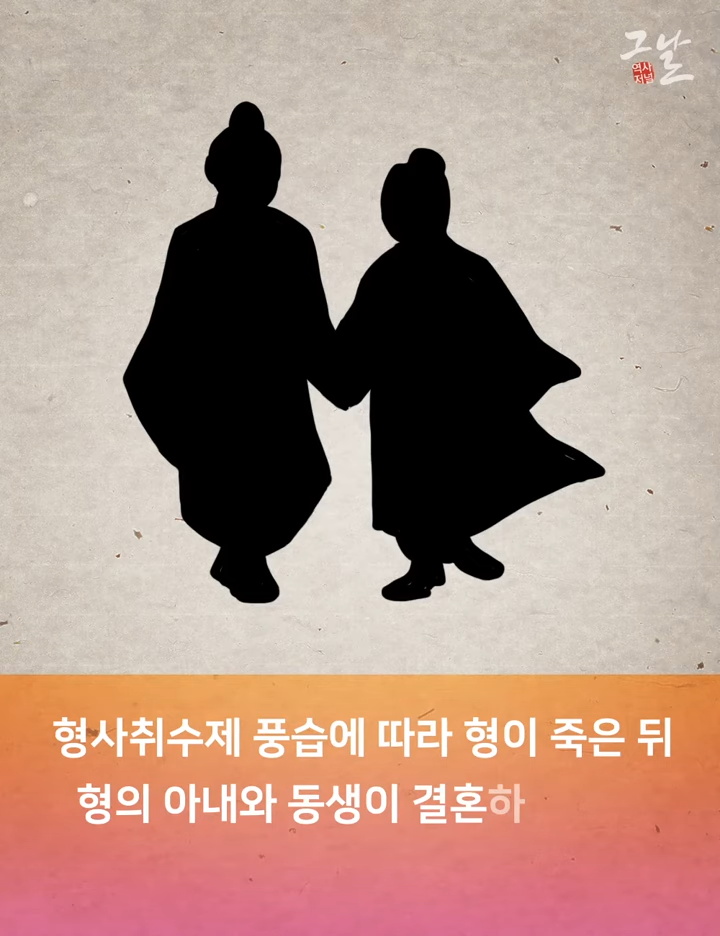 그날
역사
저널
형사취수제 풍습에 따라 형이 죽은 뒤
형의 아내와 동생이 결혼하